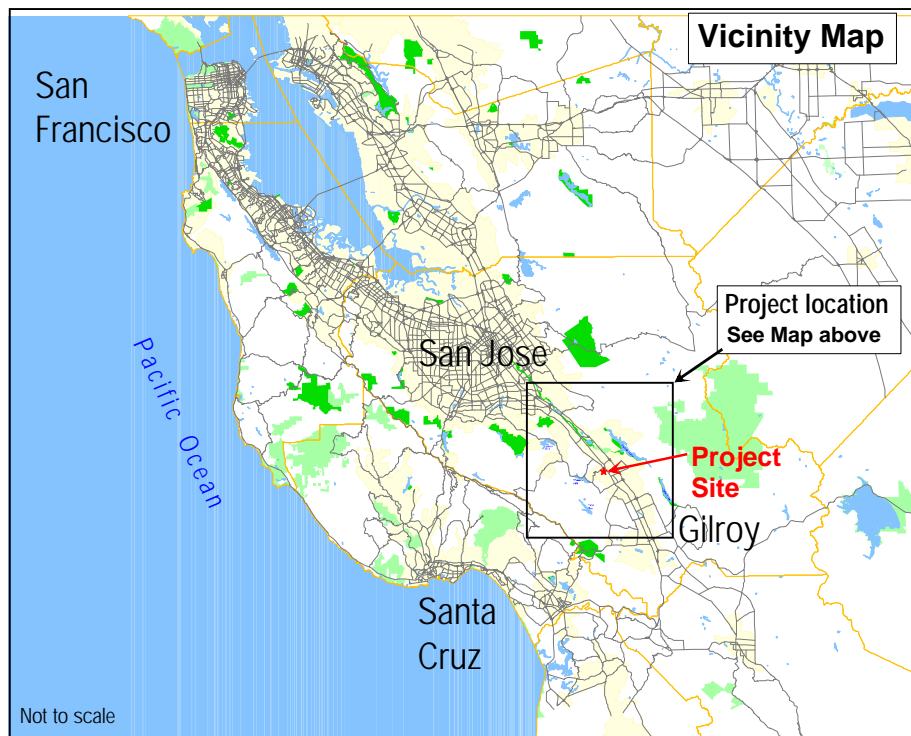 Vicinity Map
San
Francisco
Project location
See Map above
San Jose
Pacific Ocean
Project
Site
Gilroy
Santa
Cruz
Not to scale